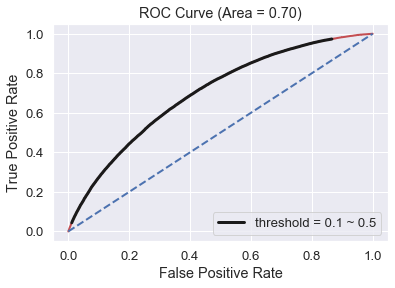 ROC Curve (Area = 0.70)
1.0
0.8
0.6
0.4
0.2
0.0
True Positive Rate
threshold = 0.1 ~ 0.5
0.0 0.2 0.4 0.6 0.8 1.0
False Positive Rate